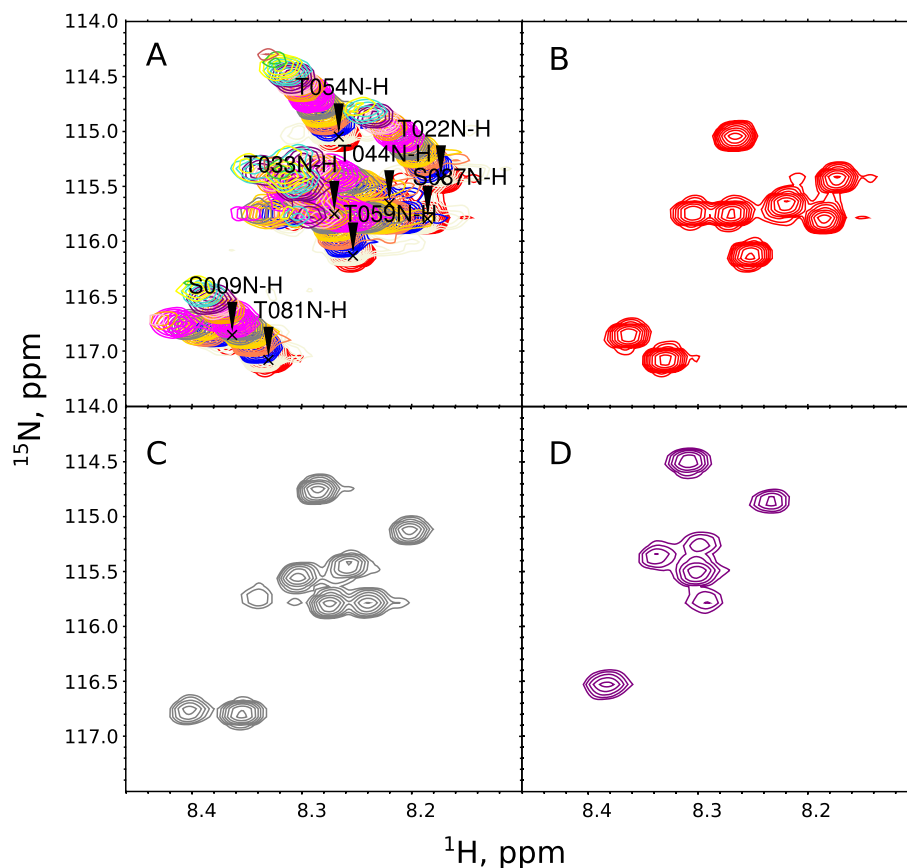 A
B
114.0
114.5
115.0
115.5
116.0
116.5
117.0
114.0
T054N-H
T022N-H
T044N-H
T033N-H
S087N-H
T059N-H
S009N-H
T081N-H
C
D
114.5
115.0
115.5
116.0
116.5
117.0
15N, ppm
8.4
8.3
8.2
8.4
8.3
8.2
1H, ppm